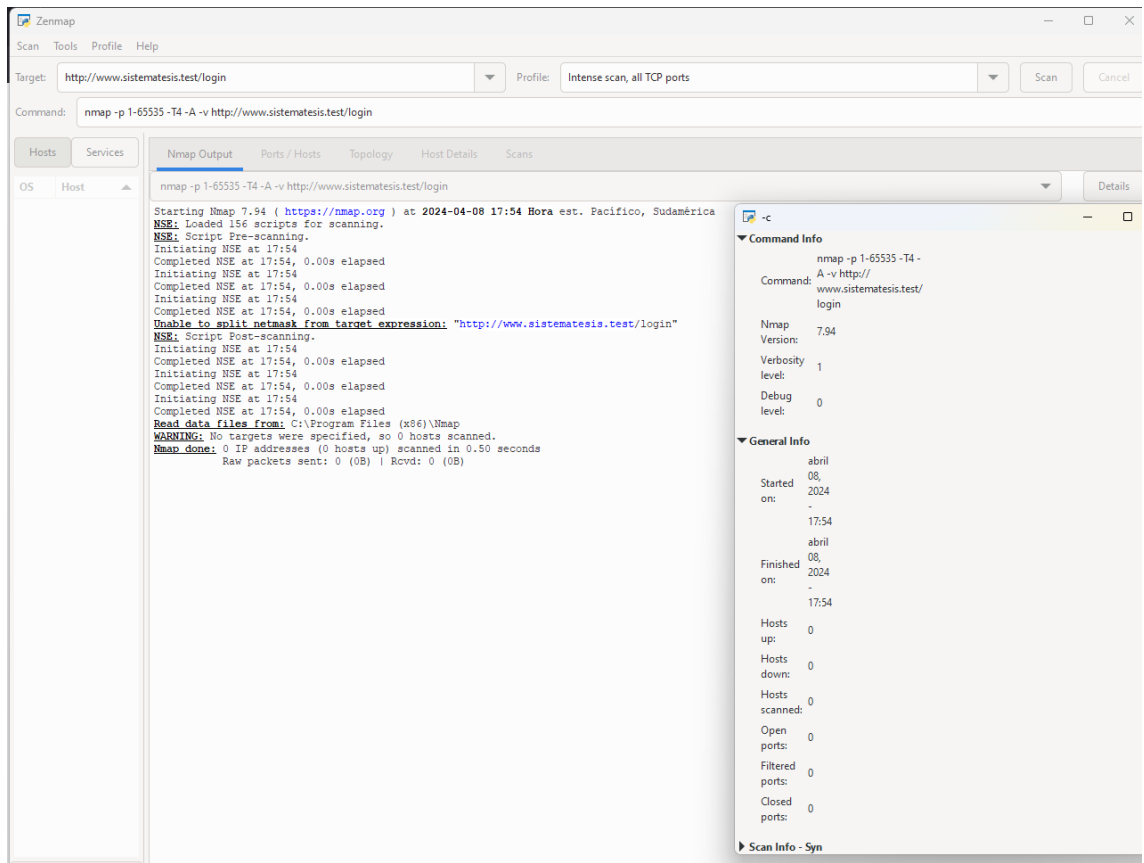 Zenmap
Scan Tools Profile Help
Target: http://www.sistematesis.test/login Profile: Intense scan, all TCP ports Scan Cancel
Command: nmap -p 1-65535 -T4 -A -v http://www.sistematesis.test/login
Hosts Services Nmap Output Ports / Hosts Topology Host Details Scans
OS Host nmap -p 1-65535 -T4 -A -v http://www.sistematesis.test/login Details
Starting Nmap 7.94 ( https://nmap.org ) at 2024-04-08 17:54 Hora est. Pacífico, Sudamérica
NSE: Loaded 156 scripts for scanning.
NSE: Script Pre-scanning.
Initiating NSE at 17:54
Completed NSE at 17:54, 0.00s elapsed
Initiating NSE at 17:54
Completed NSE at 17:54, 0.00s elapsed
Initiating NSE at 17:54
Completed NSE at 17:54, 0.00s elapsed
Unable to split netmask from target expression: "http://www.sistematesis.test/login"
NSE: Script Post-scanning.
Initiating NSE at 17:54
Completed NSE at 17:54, 0.00s elapsed
Initiating NSE at 17:54
Completed NSE at 17:54, 0.00s elapsed
Initiating NSE at 17:54
Completed NSE at 17:54, 0.00s elapsed
Read data files from: C:\Program Files (x86)\Nmap
WARNING: No targets were specified, so 0 hosts scanned.
Nmap done: 0 IP addresses (0 hosts up) scanned in 0.50 seconds
Raw packets sent: 0 (0B) | Rcvd: 0 (0B)
-c
Command Info
Command: nmap -p 1-65535 -T4 -
A -v http://
www.sistematesis.test/
login
Nmap
Version: 7.94
Verbosity
level: 1
Debug
level: 0
General Info
Started
on: abril
08,
2024
-
17:54
Finished
on: abril
08,
2024
-
17:54
Hosts
up: 0
Hosts
down: 0
Hosts
scanned: 0
Open
ports: 0
Filtered
ports: 0
Closed
ports: 0
Scan Info - Syn